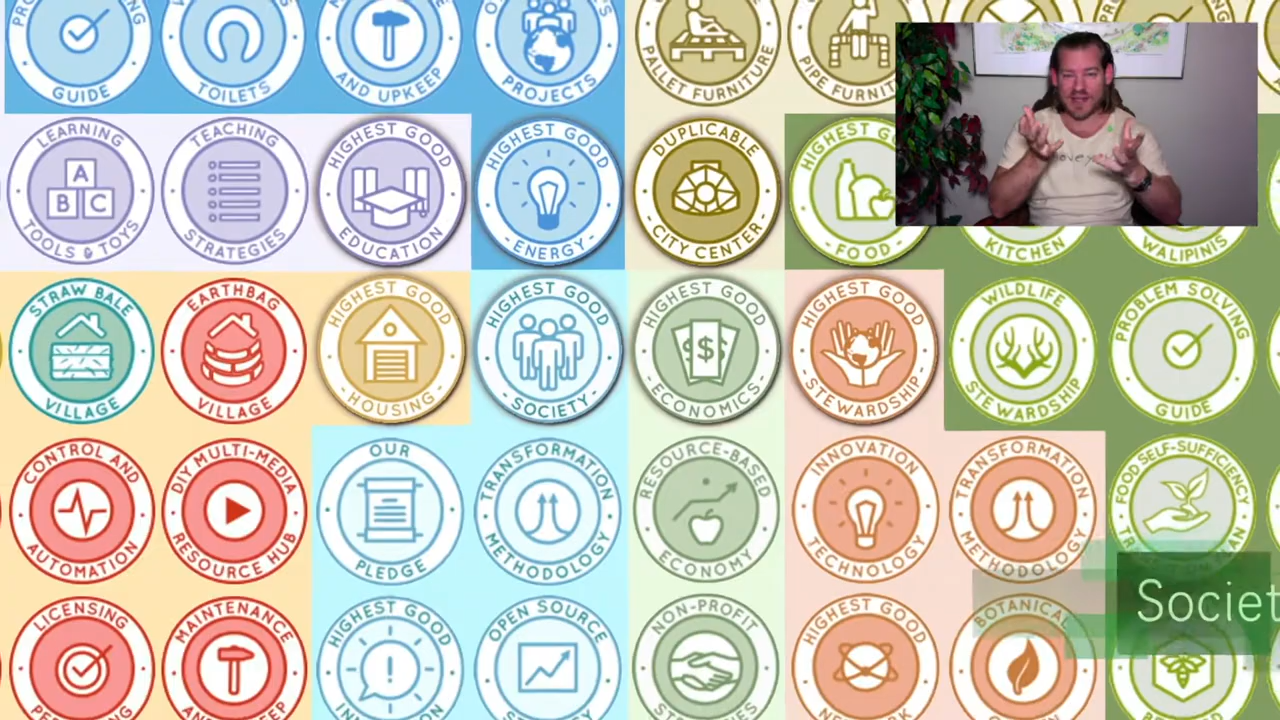 GUIDE
TOILETS
AND UPKEEP
PROJECTS
PALLET FURNITURE
LEARNING
A
B C
TOOLS & TOYS
TEACHING
STRATEGIES
HIGHEST GOOD
EDUCATION
HIGHEST GOOD
- ENERGY -
DUPLICABLE
- CITY CENTER -
- FOOD -
KITCHEN
WALIPINIS
STRAW BALE
VILLAGE
EARTHBAG
VILLAGE
HIGHEST GOOD
- HOUSING -
HIGHEST GOOD
- SOCIETY -
HIGHEST GOOD
$$$
- ECONOMICS -
HIGHEST GOOD
- STEWARDSHIP -
WILDLIFE
STEWARDSHIP
PROBLEM SOLVING
GUIDE
CONTROL AND
AUTOMATION
DIY MULTI-MEDIA
RESOURCE HUB
OUR
PLEDGE
TRANSFORMATION
METHODOLOGY
RESOURCE-BASED
ECONOMY
INNOVATION
TECHNOLOGY
TRANSFORMATION
METHODOLOGY
FOOD SELF-SUFFICIENCY
Societ
LICENSING
MAINTENANCE
HIGHEST GOOD
OPEN SOURCE
NON-PROFIT
HIGHEST GOOD
BOTANICAL